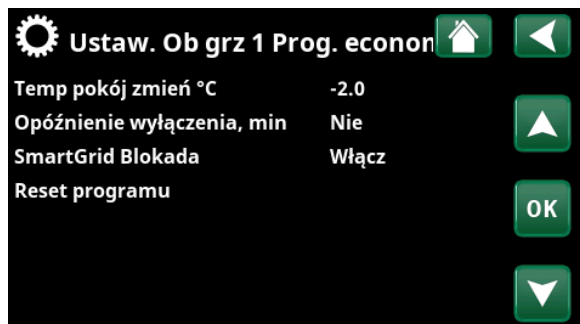 Ustaw. Ob grz 1 Prog. econon
Temp pokój zmień °C -2.0
Opóźnienie wyłączenia, min Nie
SmartGrid Blokada Włącz
Reset programu
OK